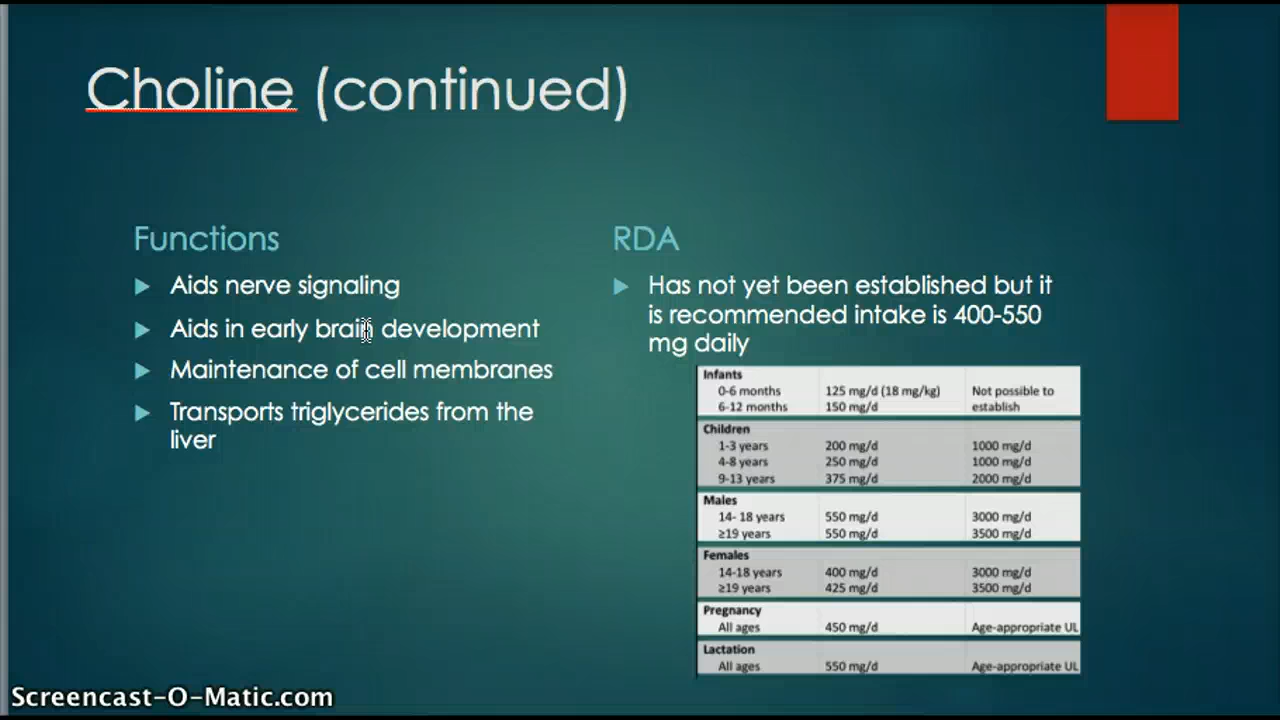 Choline (continued)
Functions
Aids nerve signaling
Aids in early brain development
Maintenance of cell membranes
Transports triglycerides from the
liver
RDA
Has not yet been established but it
is recommended intake is 400-550
mg daily
Infants
0-6 months 125 mg/d (18 mg/kg) Not possible to
6-12 months 150 mg/d establish
Children
1-3 years 200 mg/d 1000 mg/d
4-8 years 250 mg/d 1000 mg/d
9-13 years 375 mg/d 2000 mg/d
Males
14- 18 years 550 mg/d 3000 mg/d
≥19 years 550 mg/d 3500 mg/d
Females
14-18 years 400 mg/d 3000 mg/d
≥19 years 425 mg/d 3500 mg/d
Pregnancy
All ages 450 mg/d Age-appropriate UL
Lactation
All ages 550 mg/d Age-appropriate UL
Screencast-O-Matic.com